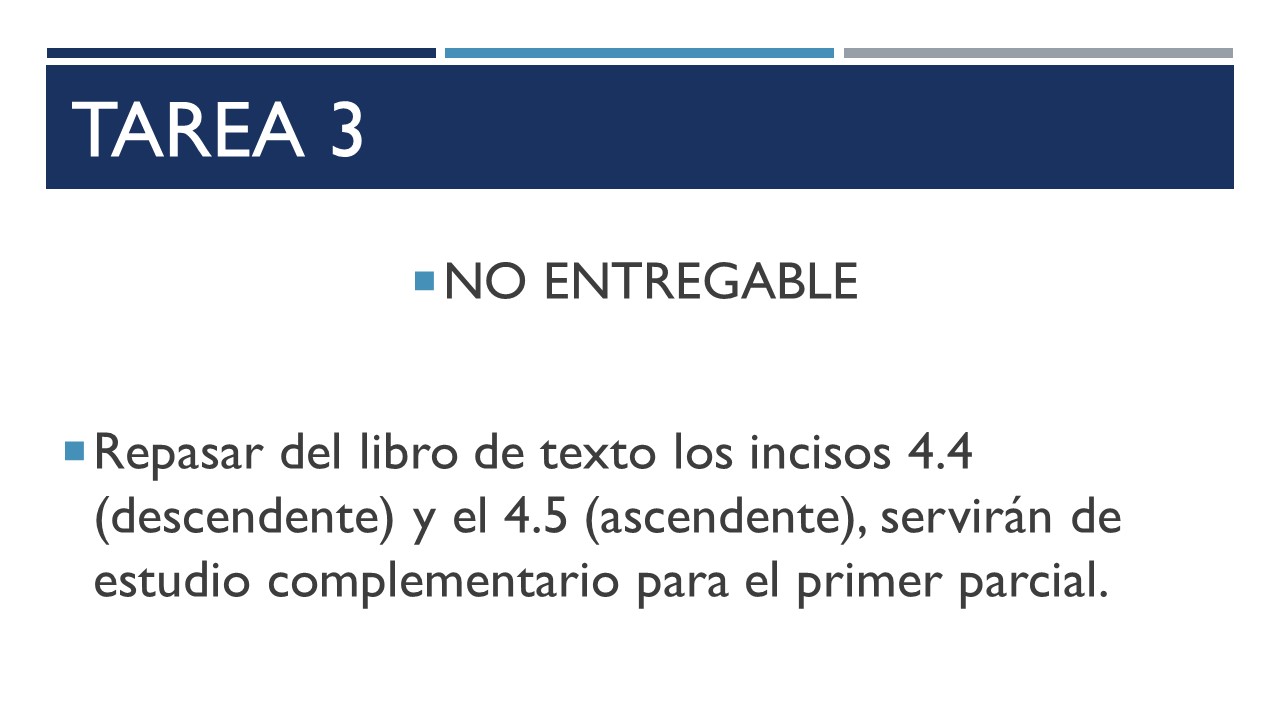 TAREA 3
NO ENTREGABLE
Repasar del libro de texto los incisos 4.4
(descendente) y el 4.5 (ascendente), servirán de
estudio complementario para el primer parcial.